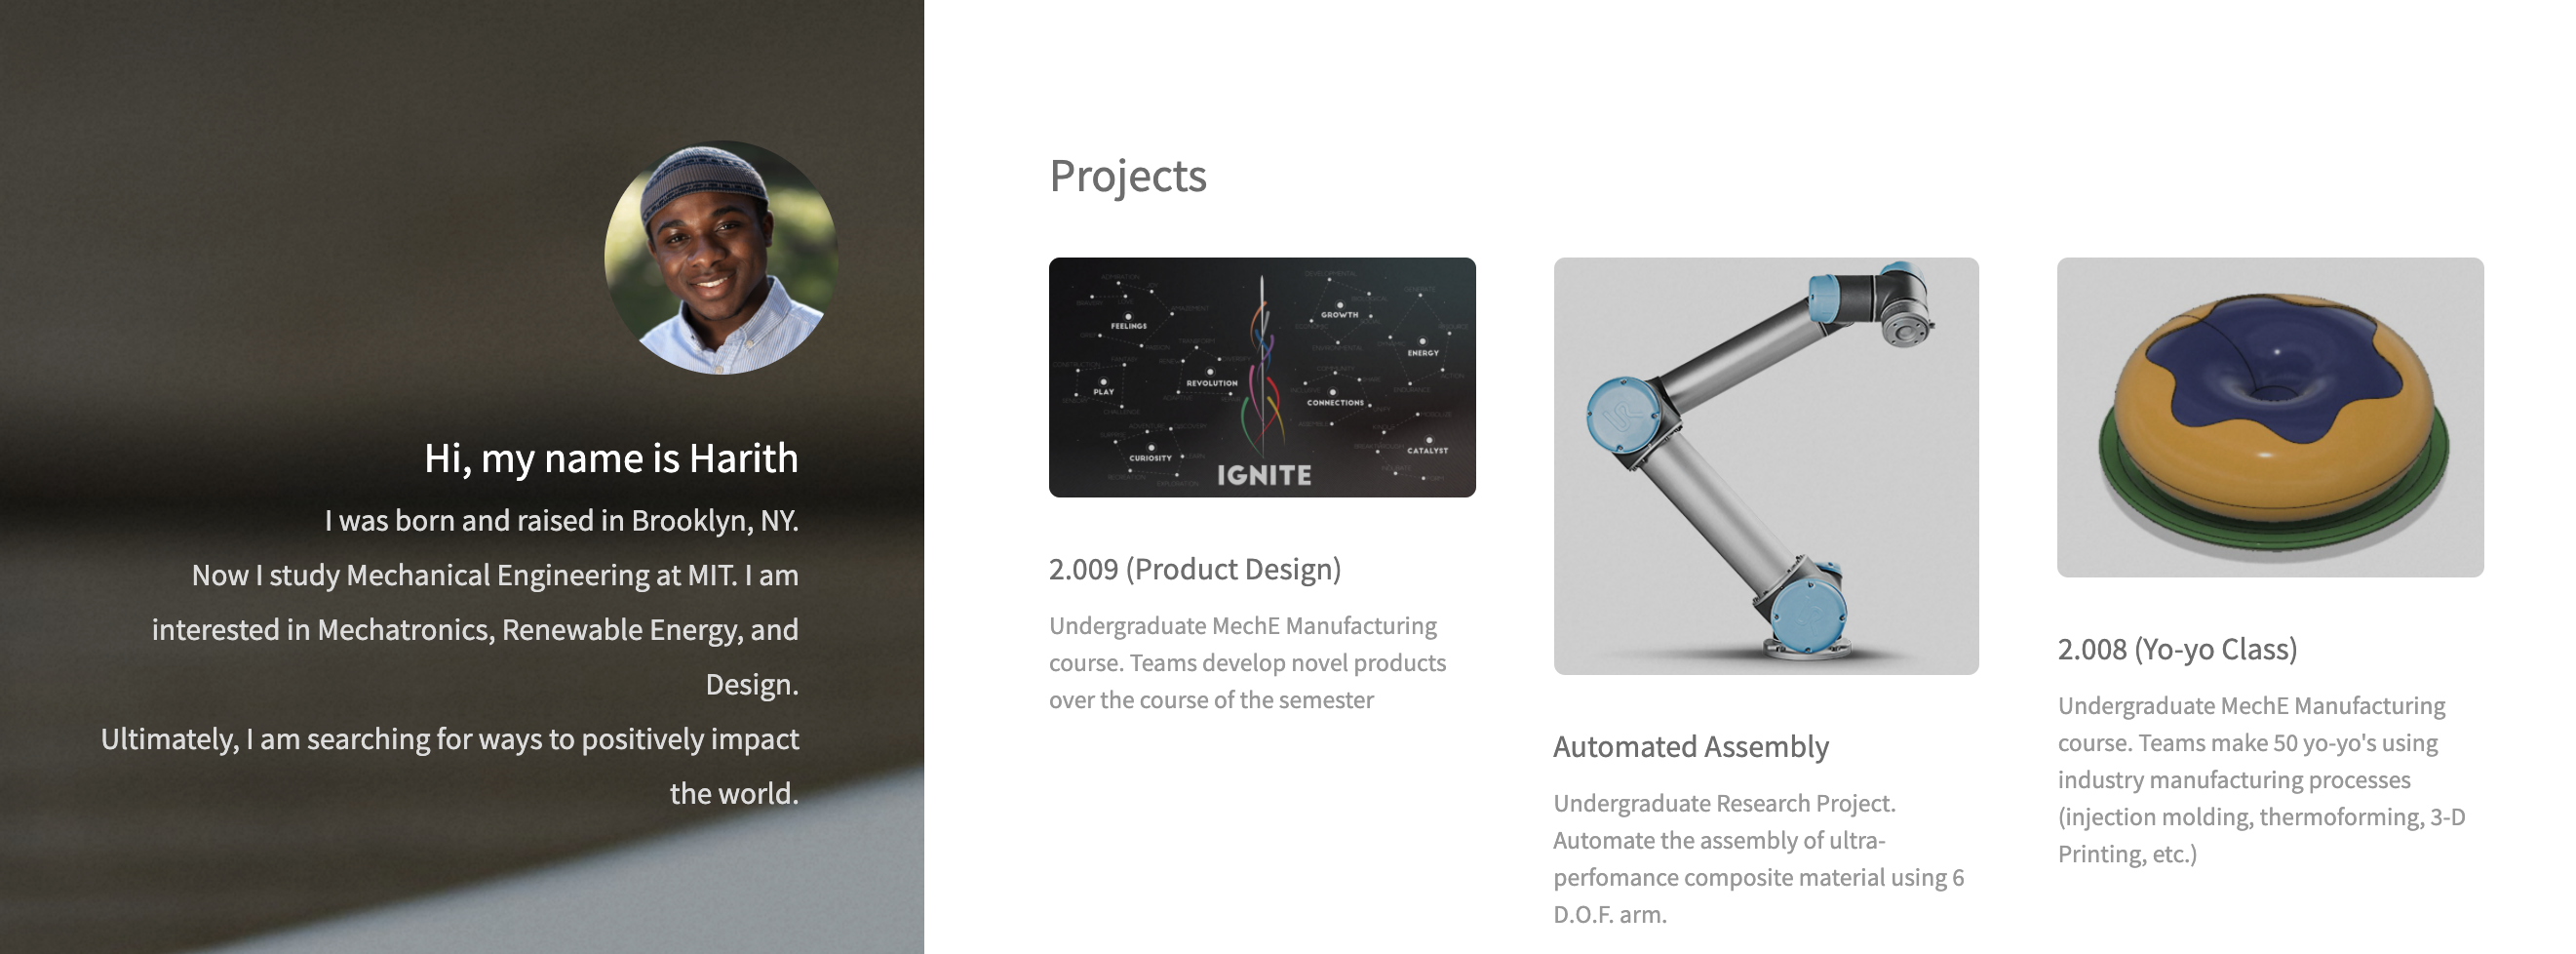 Hi, my name is Harith
I was born and raised in Brooklyn, NY.
Now I study Mechanical Engineering at MIT. I am
interested in Mechatronics, Renewable Energy, and
Design.
Ultimately, I am searching for ways to positively impact
the world.
Projects
FEELINGS
GROWTH
ENERGY
PLAY
REVOLUTION
CONNECTIONS
CURIOSITY
CATALYST
IGNITE
2.009 (Product Design)
Undergraduate MechE Manufacturing
course. Teams develop novel products
over the course of the semester
Automated Assembly
Undergraduate Research Project.
Automate the assembly of ultra-
perfomance composite material using 6
D.O.F. arm.
2.008 (Yo-yo Class)
Undergraduate MechE Manufacturing
course. Teams make 50 yo-yo's using
industry manufacturing processes
(injection molding, thermoforming, 3-D
Printing, etc.)